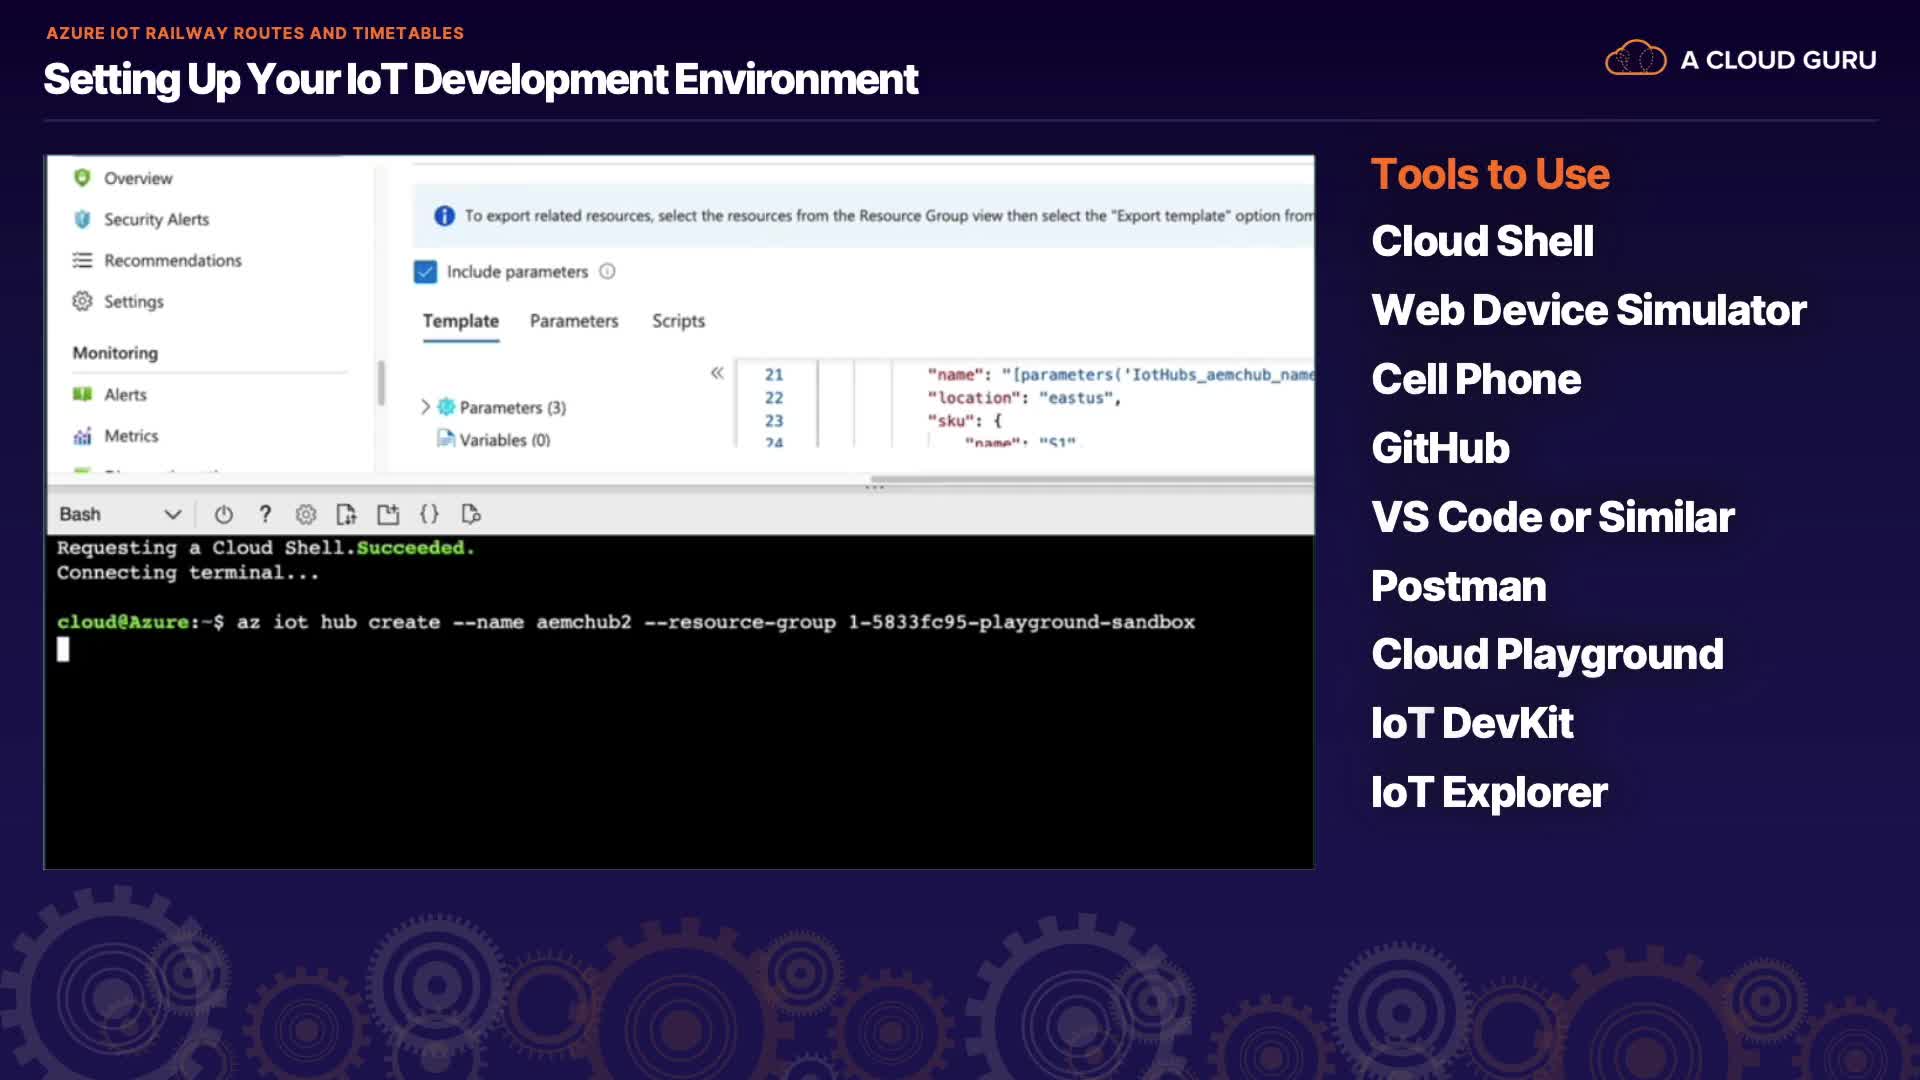 AZURE IOT RAILWAY ROUTES AND TIMETABLES
Setting Up Your IoT Development Environment
A CLOUD GURU
Overview
Security Alerts
Recommendations
Settings
Monitoring
Alerts
Metrics
To export related resources, select the resources from the Resource Group view then select the "Export template" option from
Include parameters
Template Parameters Scripts
Parameters (3)
Variables (0)
21 "name": "[parameters('IotHubs_aemchub_name
22 "location": "eastus",
23 "sku": {
24 "name": "S1"
Bash
Requesting a Cloud Shell.Succeeded.
Connecting terminal...
cloud@Azure:~$ az iot hub create --name aemchub2 --resource-group 1-5833fc95-playground-sandbox
Tools to Use
Cloud Shell
Web Device Simulator
Cell Phone
GitHub
VS Code or Similar
Postman
Cloud Playground
IoT DevKit
IoT Explorer